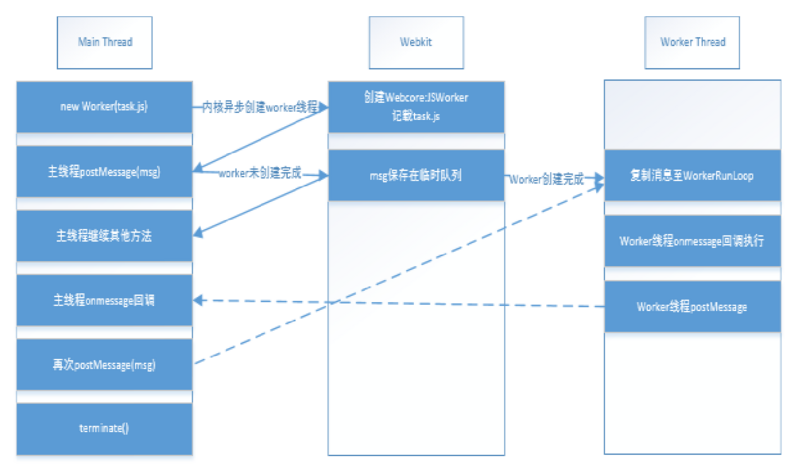 Main Thread
Webkit
Worker Thread
new Worker(task.js)
内核异步创建worker线程
创建Webcore:JSWorker
记载task.js
主线程postMessage(msg)
worker未创建完成
msg保存在临时队列
Worker创建完成
复制消息至WorkerRunLoop
主线程继续其他方法
Worker线程onmessage回调执行
主线程onmessage回调
Worker线程postMessage
再次postMessage(msg)
terminate()